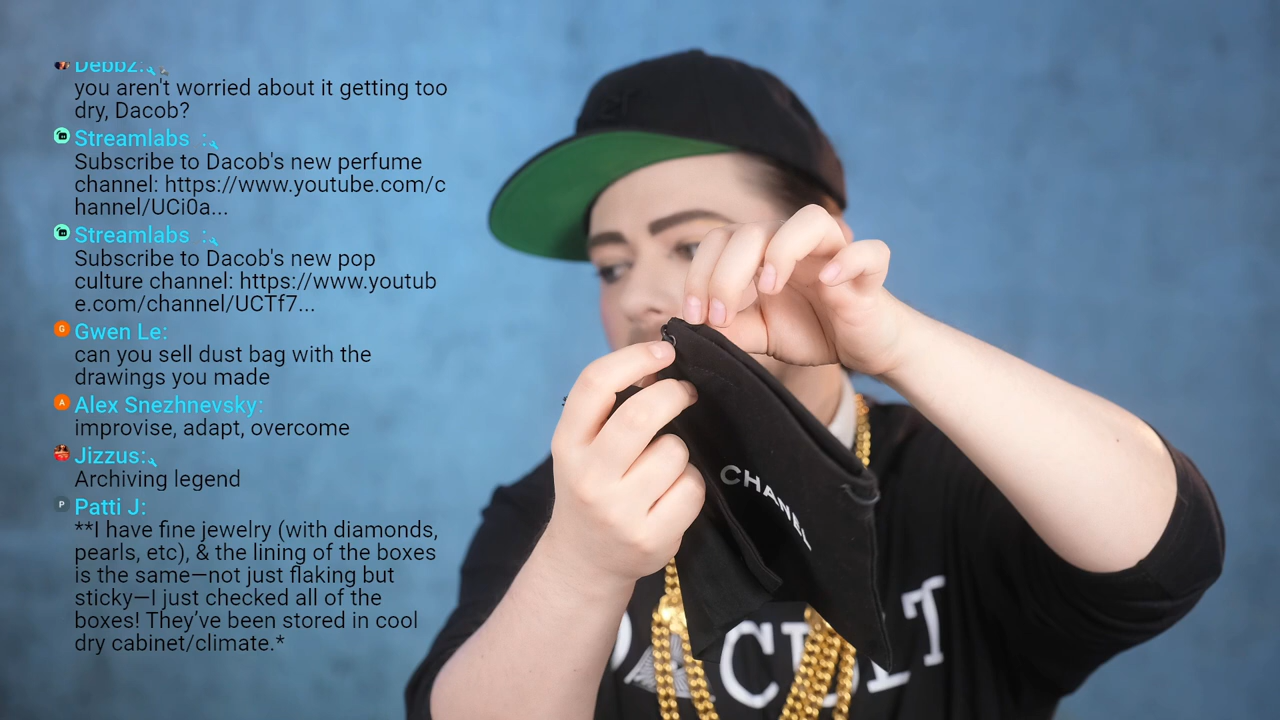 Debbz:
you aren't worried about it getting too
dry, Dacob?
Streamlabs :
Subscribe to Dacob's new perfume
channel: https://www.youtube.com/c
hannel/UCi0a...
Streamlabs :
Subscribe to Dacob's new pop
culture channel: https://www.youtub
e.com/channel/UCTf7...
G Gwen Le:
can you sell dust bag with the
drawings you made
A Alex Snezhnevsky:
improvise, adapt, overcome
Jizzus:
Archiving legend
P Patti J:
**I have fine jewelry (with diamonds,
pearls, etc), & the lining of the boxes
is the same—not just flaking but
sticky—I just checked all of the
boxes! They've been stored in cool
dry cabinet/climate.*
CHANEL